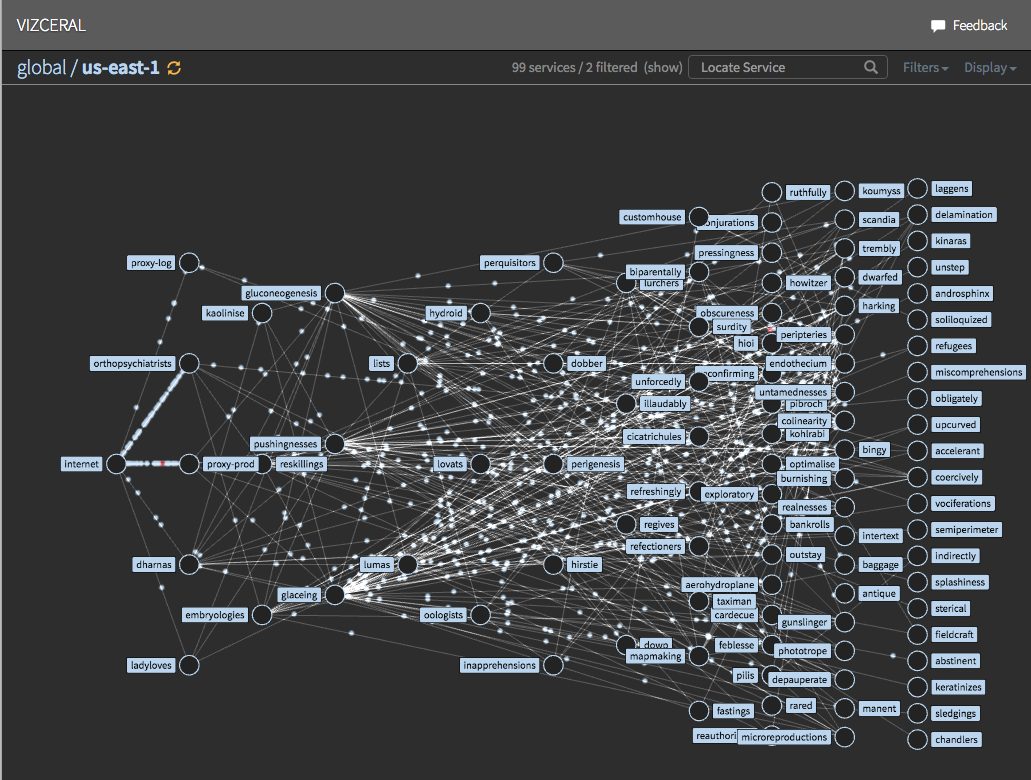 VIZCERAL
Feedback
global / us-east-1
99 services / 2 filtered (show)
Locate Service
Filters
Display
ruthfully
koumyss
laggens
customhouse
onjurations
scandia
delamination
pressingness
trembly
kinaras
proxy-log
perquisitors
biparentally
lurchers
howitzer
dwarfed
unstep
gluconeogenesis
kaolinise
hydroid
obscureness
harking
androsphinx
surdity
peripteries
soliloquized
hioi
refugees
orthopsychiatrists
lists
dobber
endothecium
unforcedly
econfirming
miscomprehensions
illaudably
untamednesses
pibroch
obligately
colinearity
kohlrabi
upcurved
pushingnesses
cicatrichules
bingy
accelerant
internet
proxy-prod
reskillings
lovats
perigenesis
optimalise
burnishing
coercively
refreshingly
exploratory
realnesses
vociferations
regives
bankrolls
intertext
semiperimeter
refectioners
outstay
indirectly
dharnas
lumas
hirstie
baggage
aerohydroplane
splashiness
glaceing
taximan
antique
sterical
embryologies
oologists
cardecue
gunslinger
fieldcraft
dowp
feblesse
phototrope
mapmaking
abstinent
ladyloves
inapprehensions
pilis
depauperate
keratinizes
fastings
rared
manent
sledgings
reauthori
microreproductions
chandlers